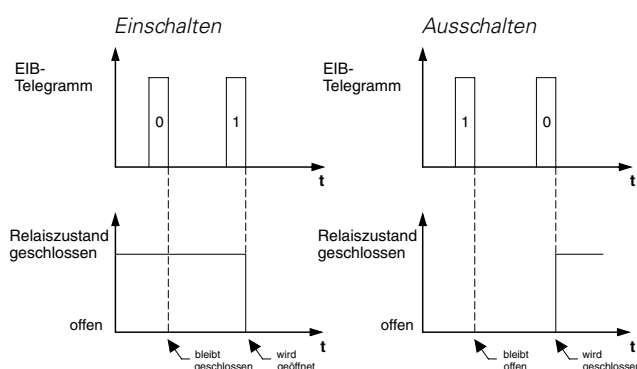 Einschalten
EIB-
Telegramm
0
1
t
Relaiszustand
geschlossen
offen
t
bleibt
geschlossen
wird
geöffnet
Ausschalten
EIB-
Telegramm
1
0
t
Relaiszustand
geschlossen
offen
t
bleibt
offen
wird
geschlossen